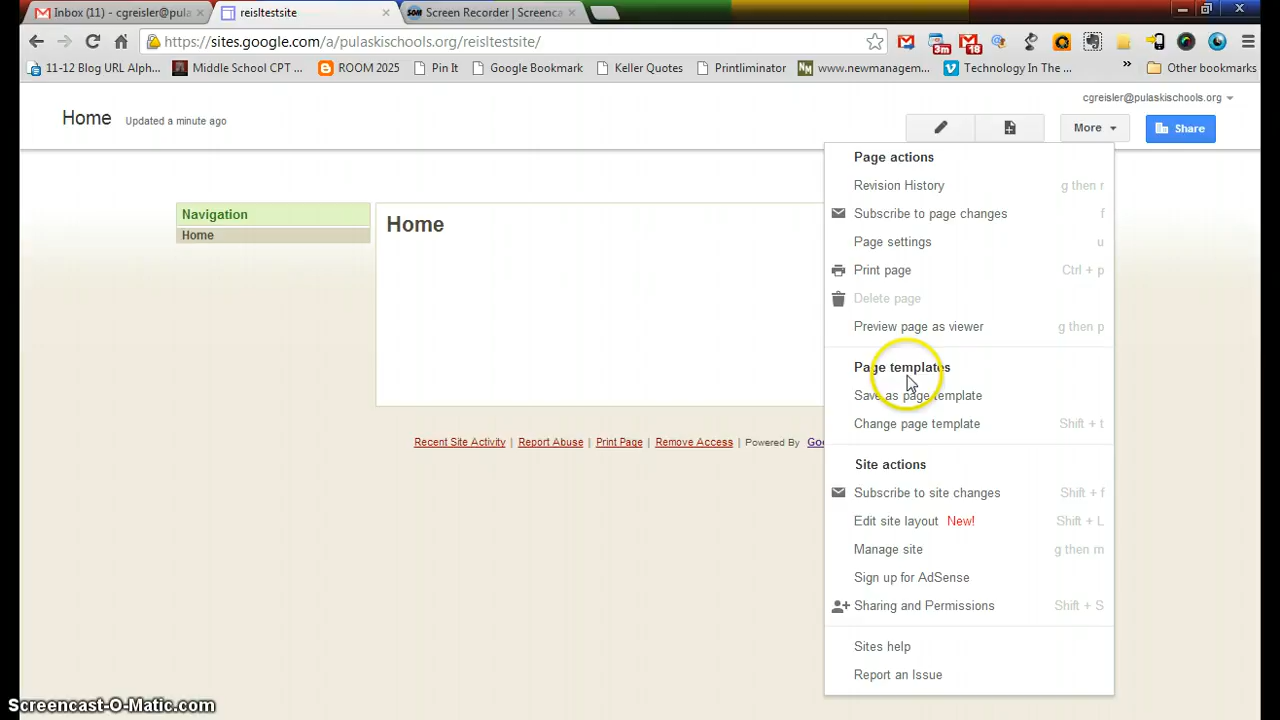 Inbox (11) - cgreisler@pula
reisltestsite
Screen Recorder | Screenca
https://sites.google.com/a/pulaskischools.org/reisltestsite/
3m
18
11-12 Blog URL Alph...
Middle School CPT ...
ROOM 2025
Pin It
Google Bookmark
Keller Quotes
Printliminator
NM www.newmanagem...
Technology In The ...
»
Other bookmarks
cgreisler@pulaskischools.org
Home
Updated a minute ago
More
Share
Page actions
Revision History g then r
Subscribe to page changes f
Page settings u
Print page Ctrl + p
Delete page
Preview page as viewer g then p
Page templates
Save as page template
Change page template Shift + t
Site actions
Subscribe to site changes Shift + f
Edit site layout New! Shift + L
Manage site g then m
Sign up for AdSense
Sharing and Permissions Shift + S
Sites help
Report an Issue
Navigation
Home
Home
Recent Site Activity | Report Abuse | Print Page | Remove Access | Powered By Goo
Screencast-O-Matic.com